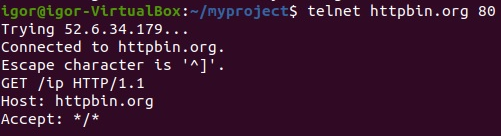 igor@igor-VirtualBox:~/myproject$ telnet httpbin.org 80
Trying 52.6.34.179...
Connected to httpbin.org.
Escape character is '^]'.
GET /ip HTTP/1.1
Host: httpbin.org
Accept: */*